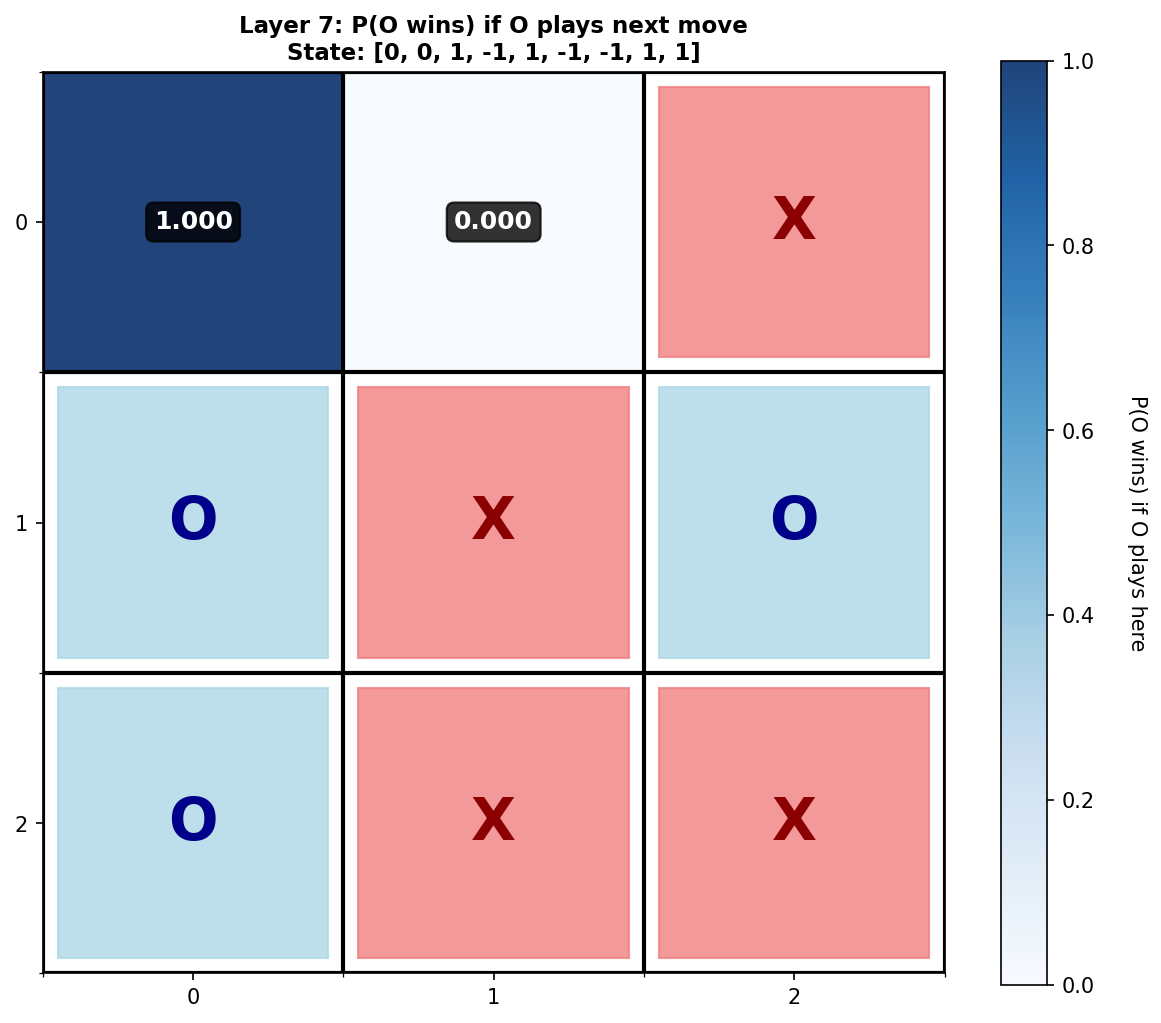 Layer 7: P(O wins) if O plays next move
State: [0, 0, 1, -1, 1, -1, -1, 1, 1]
0
1.000
0.000
X
1
O
X
O
2
O
X
X
0
1
2
1.0
0.8
0.6
0.4
0.2
0.0
P(O wins) if O plays here